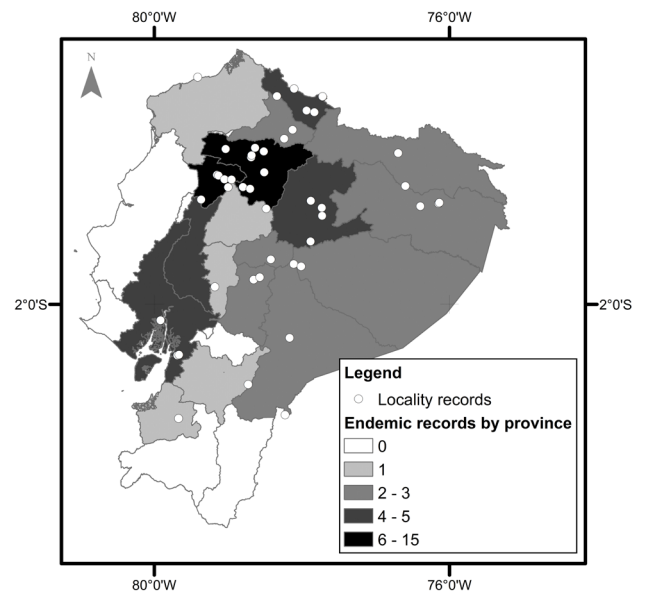 80°0'W 76°0'W
N
2°0'S 2°0'S
Legend
Locality records
Endemic records by province
0
1
2 - 3
4 - 5
6 - 15
80°0'W 76°0'W